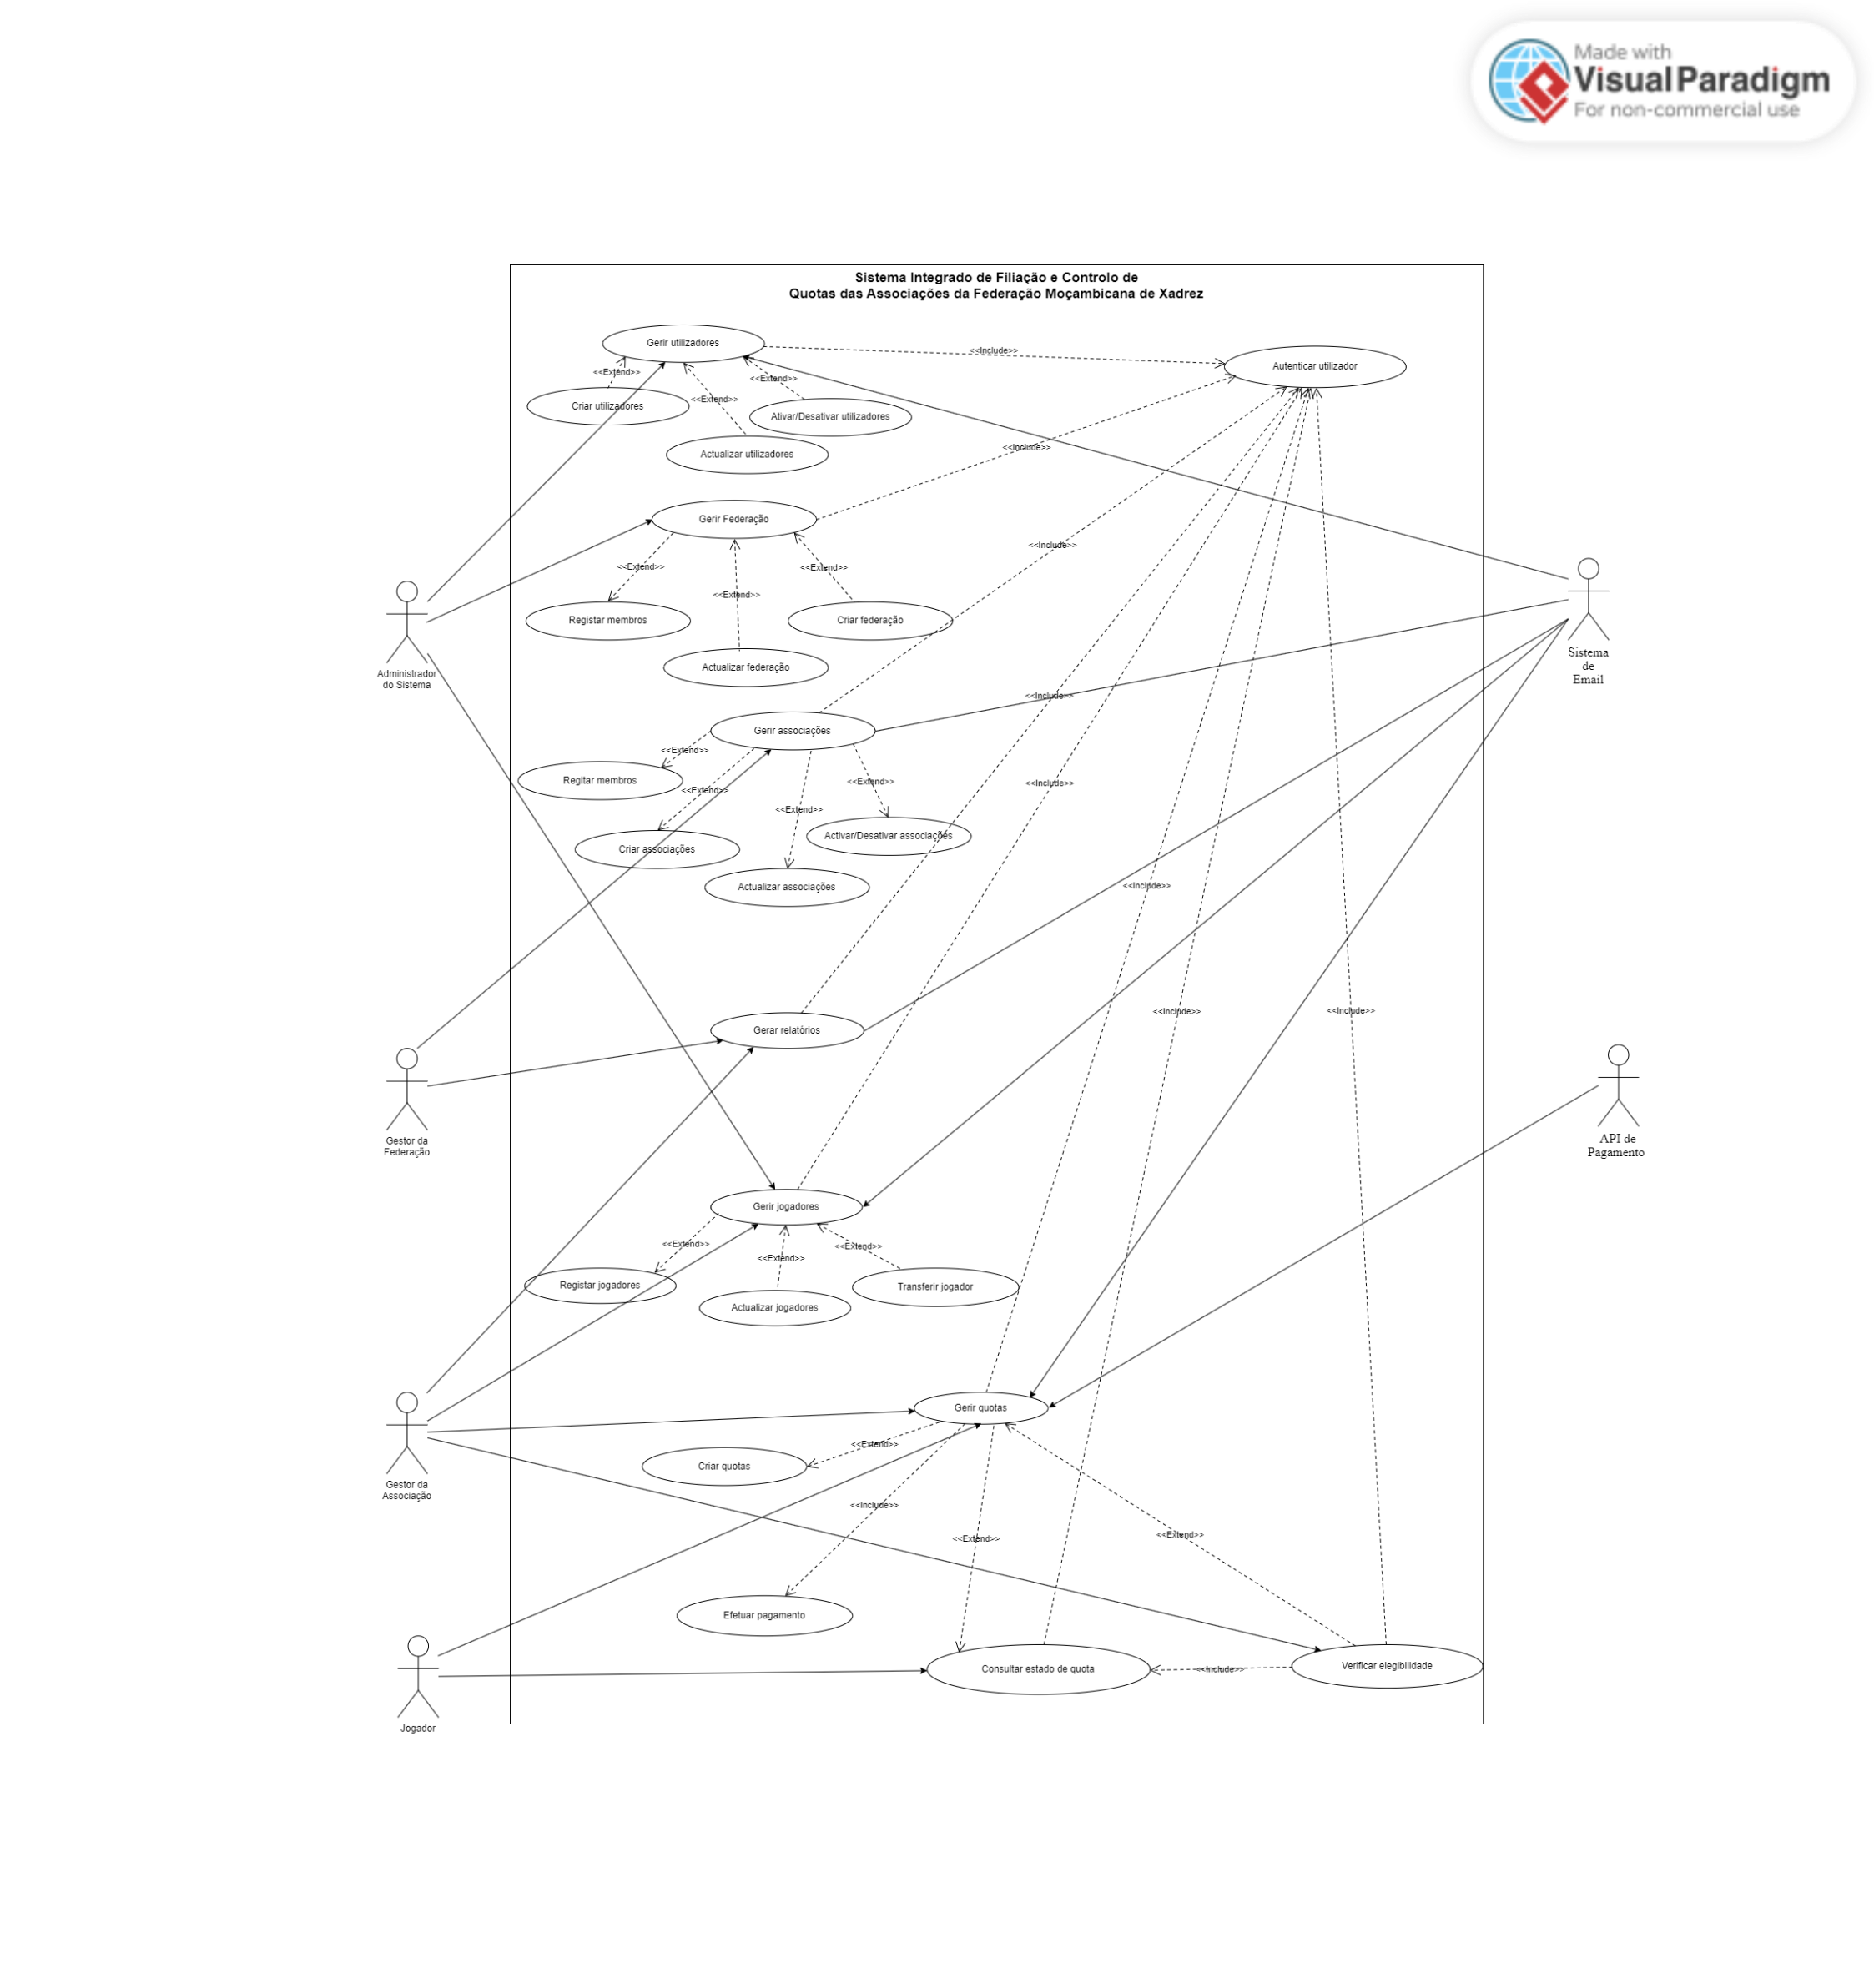 Made with
Visual Paradigm
For non-commercial use
Sistema Integrado de Filiação e Controlo de
Quotas das Associações da Federação Moçambicana de Xadrez
Gerir utilizadores
<<Include>>
Autenticar utilizador
<<Extend>>
<<Extend>>
<<Extend>>
Criar utilizadores
Ativar/Desativar utilizadores
Actualizar utilizadores
<<Include>>
Gerir Federação
<<Include>>
<<Extend>>
<<Extend>>
<<Extend>>
Registar membros
Criar federação
Actualizar federação
Administrador
do Sistema
Sistema
de
Email
<<Include>>
Gerir associações
<<Extend>>
Regitar membros
<<Extend>>
<<Extend>>
<<Include>>
<<Extend>>
Activar/Desativar associações
Criar associações
Actualizar associações
<<Include>>
<<Include>>
<<Include>>
Gerar relatórios
Gestor da
Federação
API de
Pagamento
Gerir jogadores
<<Extend>>
<<Extend>>
<<Extend>>
Registar jogadores
Transferir jogador
Actualizar jogadores
Gerir quotas
<<Extend>>
Criar quotas
Gestor da
Associação
<<Include>>
<<Extend>>
<<Extend>>
Efetuar pagamento
Consultar estado de quota
<<Include>>
Verificar elegibilidade
Jogador